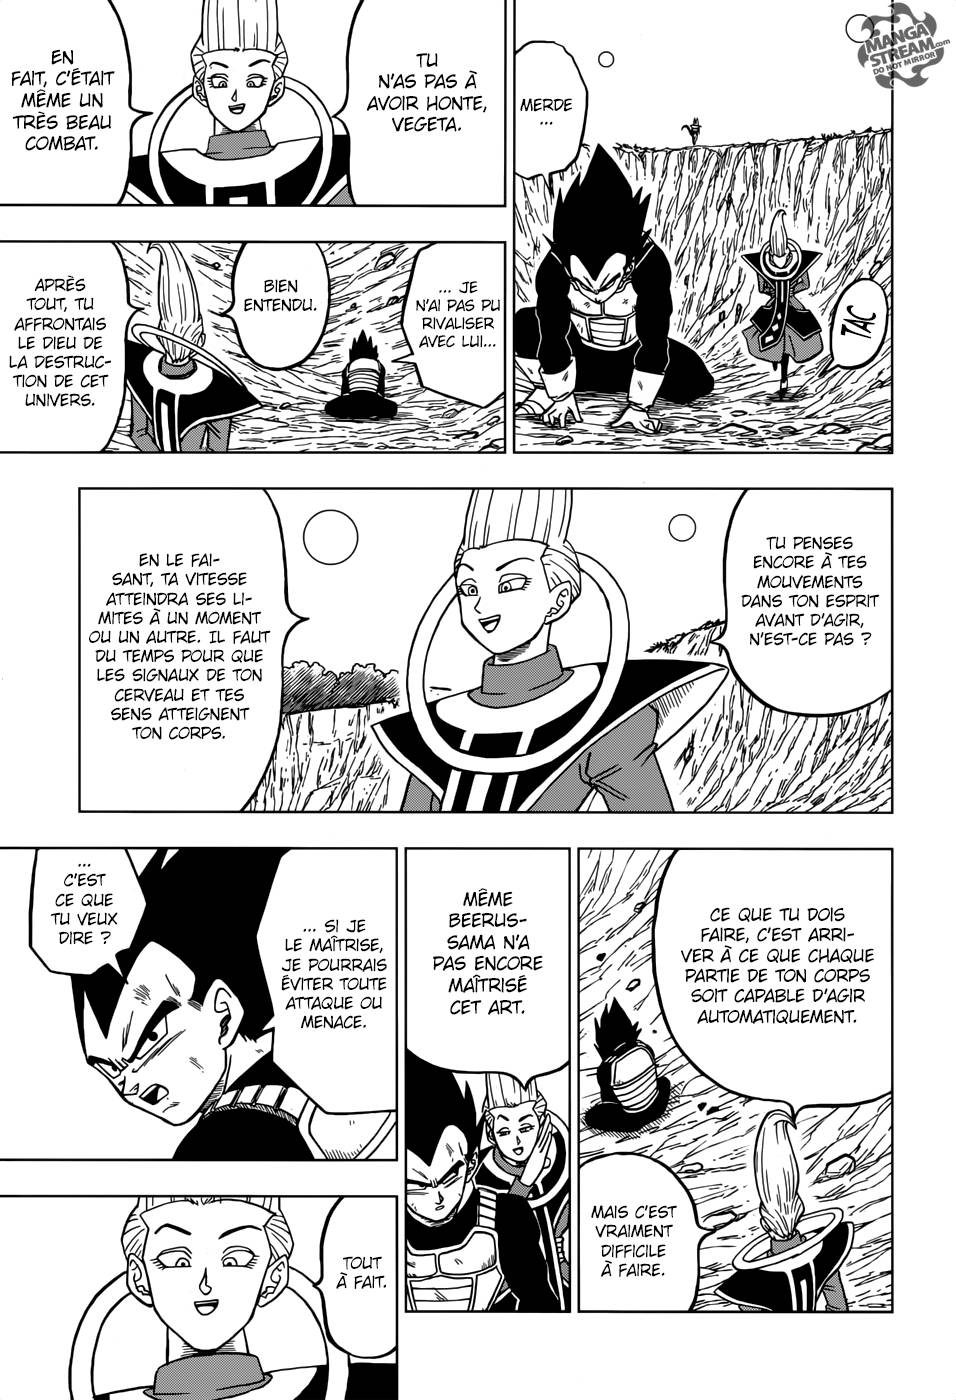 MANGA
STREAM.com
DO NOT MIRROR
MERDE
...
TAC
TU
N'AS PAS À
AVOIR HONTE,
VEGETA.
EN
FAIT, C'ÉTAIT
MÊME UN
TRÈS BEAU
COMBAT.
... JE
N'AI PAS PU
RIVALISER
AVEC LUI...
BIEN
ENTENDU.
APRÈS
TOUT, TU
AFFRONTAIS
LE DIEU DE
LA DESTRUC-
TION DE CET
UNIVERS.
TU PENSES
ENCORE À TES
MOUVEMENTS
DANS TON ESPRIT
AVANT D'AGIR,
N'EST-CE PAS ?
EN LE FAI-
SANT, TA VITESSE
ATTEINDRA SES LI-
MITES À UN MOMENT
OU UN AUTRE. IL FAUT
DU TEMPS POUR QUE
LES SIGNAUX DE TON
CERVEAU ET TES
SENS ATTEIGNENT
TON CORPS.
CE QUE TU DOIS
FAIRE, C'EST ARRI-
VER À CE QUE CHAQUE
PARTIE DE TON CORPS
SOIT CAPABLE D'AGIR
AUTOMATIQUEMENT.
MAIS C'EST
VRAIMENT
DIFFICILE
À FAIRE.
MÊME
BEERUS-
SAMA N'A
PAS ENCORE
MAÎTRISÉ
CET ART.
... SI JE
LE MAÎTRISE,
JE POURRAIS
ÉVITER TOUTE
ATTAQUE OU
MENACE.
...
C'EST
CE QUE
TU VEUX
DIRE ?
TOUT
À FAIT.